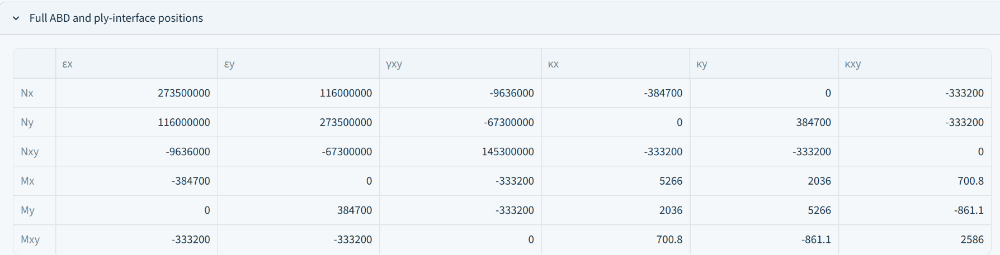 Full ABD and ply-interface positions
εx εy γxy κx κy κxy
Nx 273500000 116000000 -9636000 -384700 0 -333200
Ny 116000000 273500000 -67300000 0 384700 -333200
Nxy -9636000 -67300000 145300000 -333200 -333200 0
Mx -384700 0 -333200 5266 2036 700.8
My 0 384700 -333200 2036 5266 -861.1
Mxy -333200 -333200 0 700.8 -861.1 2586